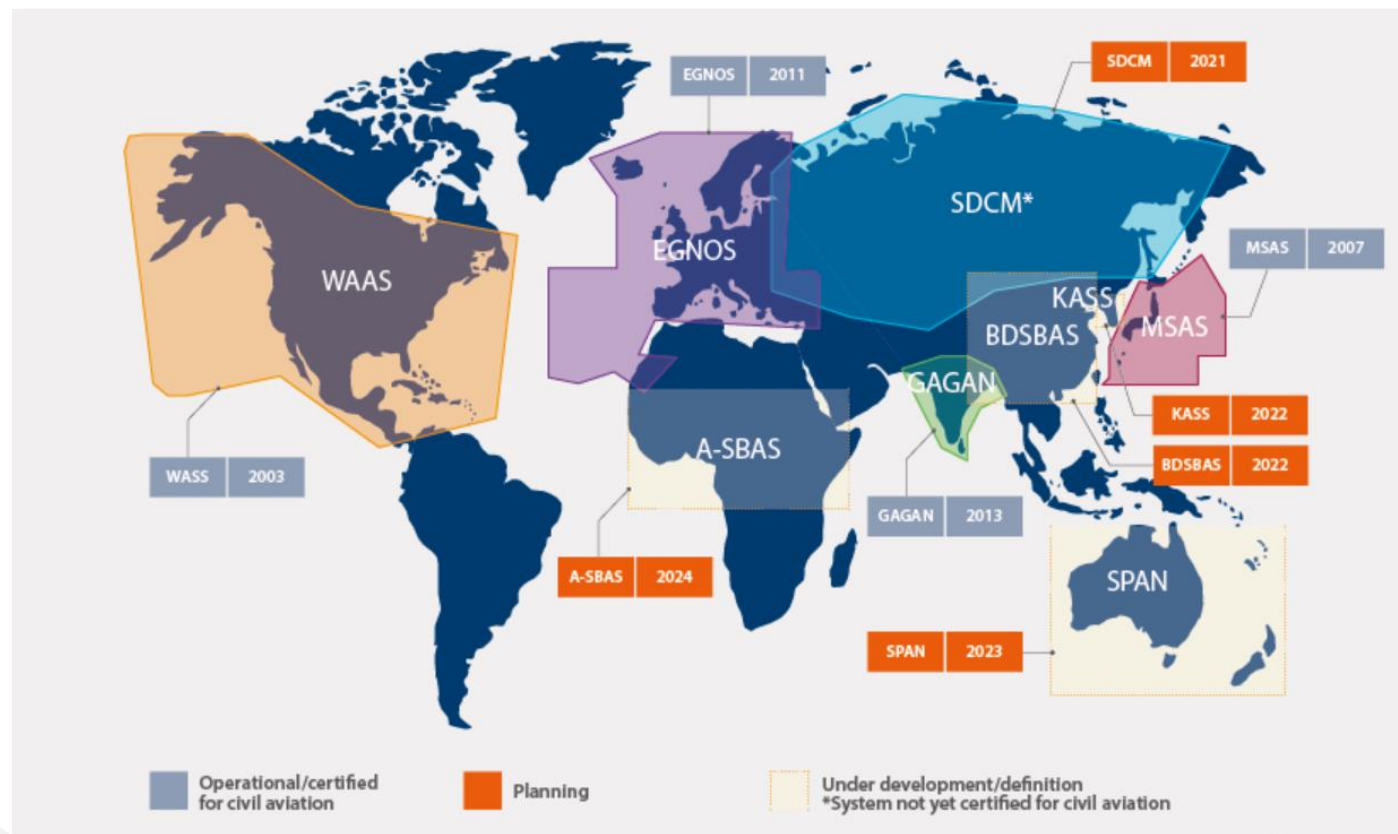 EGNOS 2011
SDCM 2021
SDCM*
MSAS 2007
EGNOS
WAAS
KASS
BDSBAS
MSAS
GAGAN
KASS 2022
A-SBAS
BDSBAS 2022
WASS 2003
GAGAN 2013
A-SBAS 2024
SPAN
SPAN 2023
Operational/certified
for civil aviation
Planning
Under development/definition
*System not yet certified for civil aviation